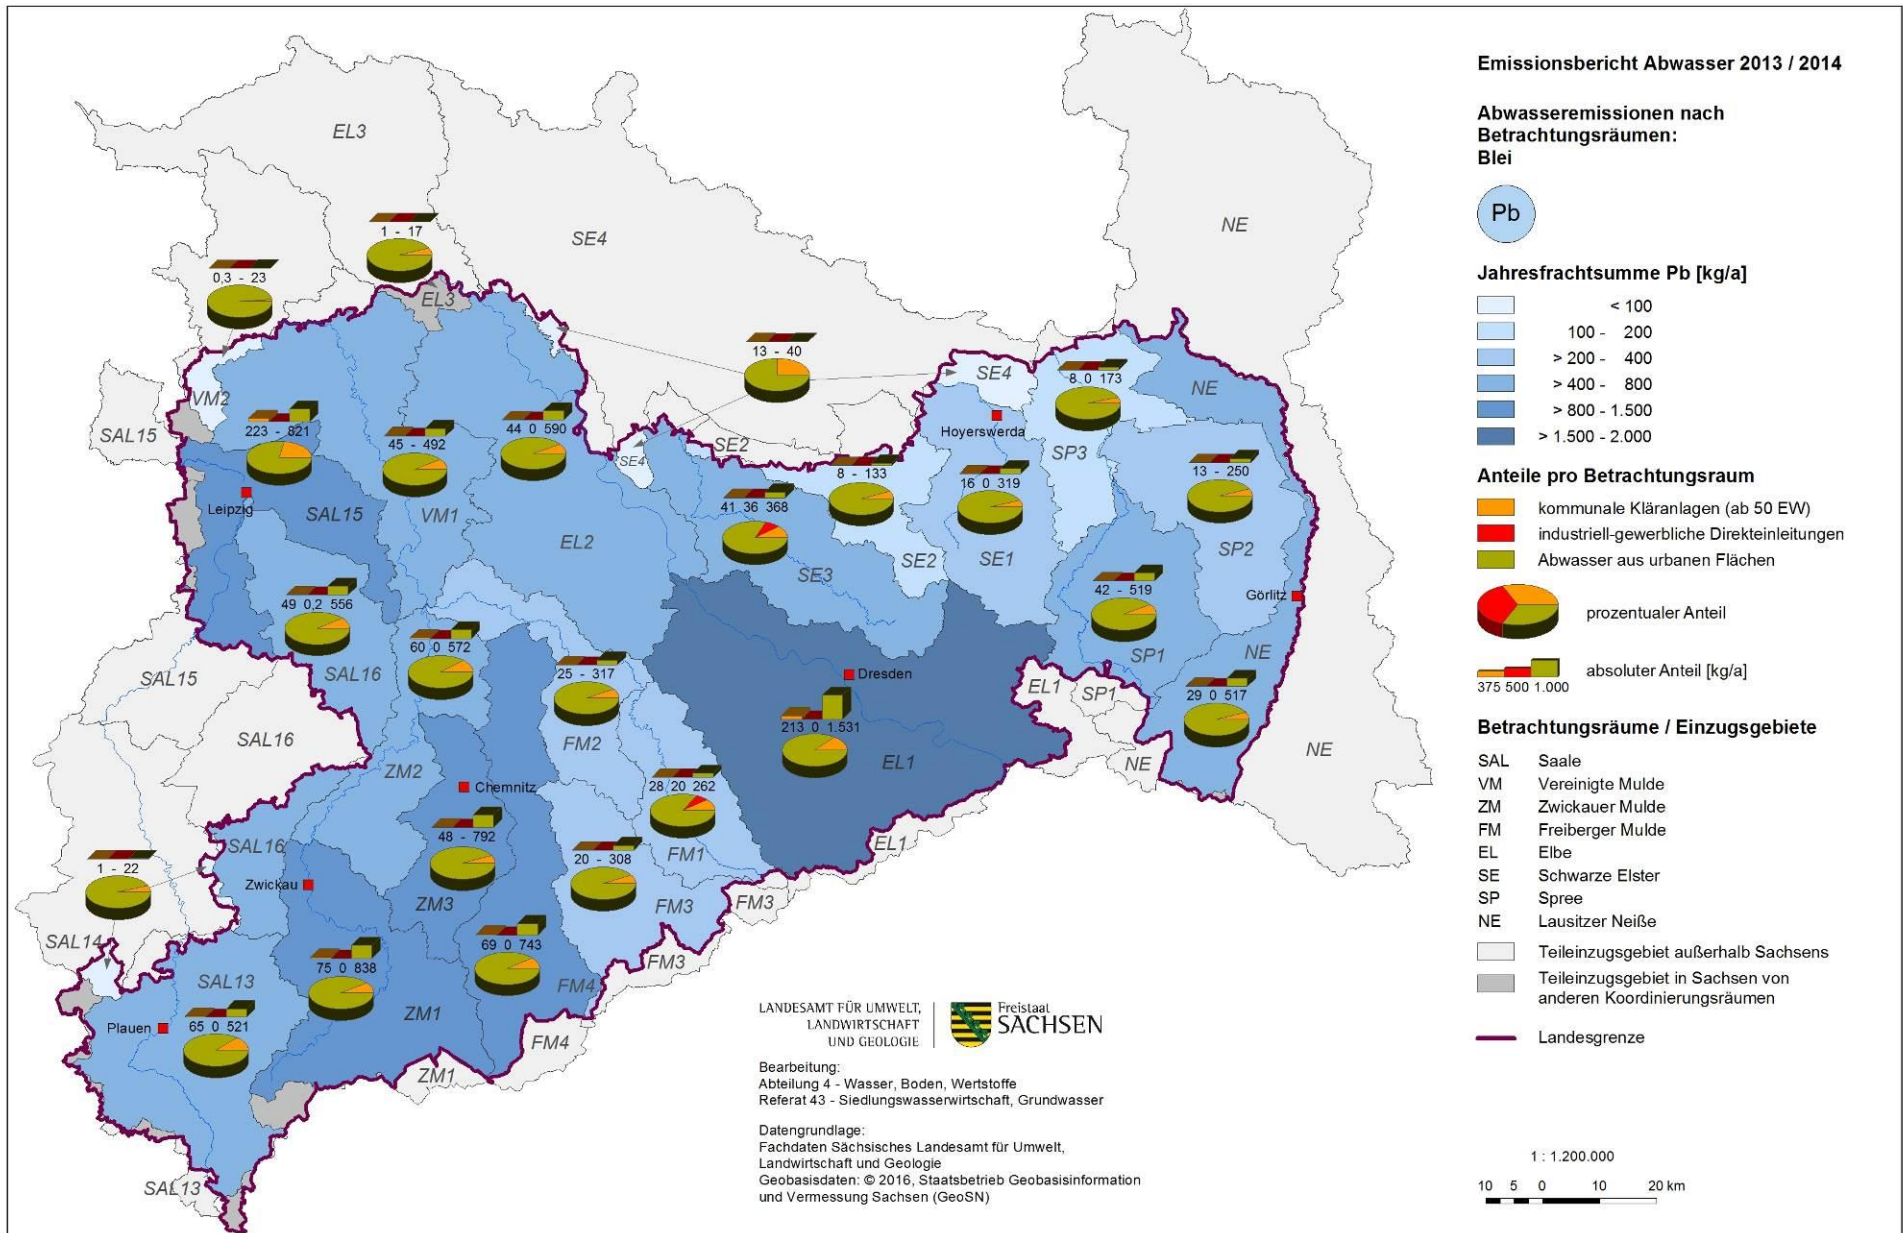 Emissionsbericht Abwasser 2013 / 2014
Abwasseremissionen nach
Betrachtungsräumen:
Blei
Pb
Jahresfrachtsumme Pb [kg/a]
< 100
100 - 200
> 200 - 400
> 400 - 800
> 800 - 1.500
> 1.500 - 2.000
Anteile pro Betrachtungsraum
kommunale Kläranlagen (ab 50 EW)
industriell-gewerbliche Direkteinleitungen
Abwasser aus urbanen Flächen
prozentualer Anteil
375 500 1.000
absoluter Anteil [kg/a]
Betrachtungsräume / Einzugsgebiete
SAL Saale
VM Vereinigte Mulde
ZM Zwickauer Mulde
FM Freiberger Mulde
EL Elbe
SE Schwarze Elster
SP Spree
NE Lausitzer Neiße
Teileinzugsgebiet außerhalb Sachsens
Teileinzugsgebiet in Sachsen von
anderen Koordinierungsräumen
Landesgrenze
1 : 1.200.000
10 5 0 10 20 km
EL3
SE4
NE
1 - 17
0,3 - 23
EL3
13 - 40
SE4
8 0 173
NE
VM2
SAL15
223 - 821
45 - 492
44 0 590
SE4
SE2
Hoyerswerda
SP3
8 - 133
13 - 250
16 0 319
41 36 368
Leipzig
SAL15
VM1
EL2
SE3
SE2
SE1
SP2
49 0,2 556
42 - 519
Görlitz
60 0 572
SAL16
SAL15
25 - 317
Dresden
SP1
NE
EL1
SP1
29 0 517
213 0 1.531
SAL16
FM2
EL1
NE
NE
ZM2
Chemnitz
28 20 262
48 - 792
20 - 308
FM1
EL1
SAL16
1 - 22
Zwickau
ZM3
FM3
FM3
SAL14
69 0 743
SAL13
75 0 838
FM4
FM3
ZM1
Plauen
65 0 521
FM4
ZM1
SAL13
LANDESAMT FÜR UMWELT,
LANDWIRTSCHAFT
UND GEOLOGIE
Freistaat
SACHSEN
Bearbeitung:
Abteilung 4 - Wasser, Boden, Wertstoffe
Referat 43 - Siedlungswasserwirtschaft, Grundwasser
Datengrundlage:
Fachdaten Sächsisches Landesamt für Umwelt,
Landwirtschaft und Geologie
Geobasisdaten: © 2016, Staatsbetrieb Geobasisinformation
und Vermessung Sachsen (GeoSN)